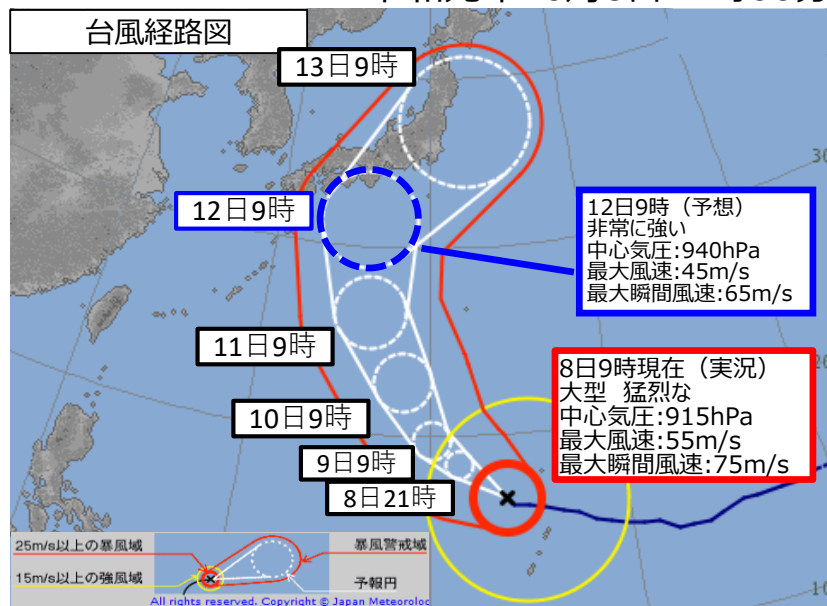 台風経路図
13日9時
12日9時
12日9時（予想）
非常に強い
中心気圧:940hPa
最大風速:45m/s
最大瞬間風速:65m/s
11日9時
8日9時現在（実況）
大型 猛烈な
中心気圧:915hPa
最大風速:55m/s
最大瞬間風速:75m/s
10日9時
9日9時
8日21時
25m/s以上の暴風域
暴風警戒域
15m/s以上の強風域
予報円
All rights reserved. Copyright © Japan Meteoroloc
30
20
10